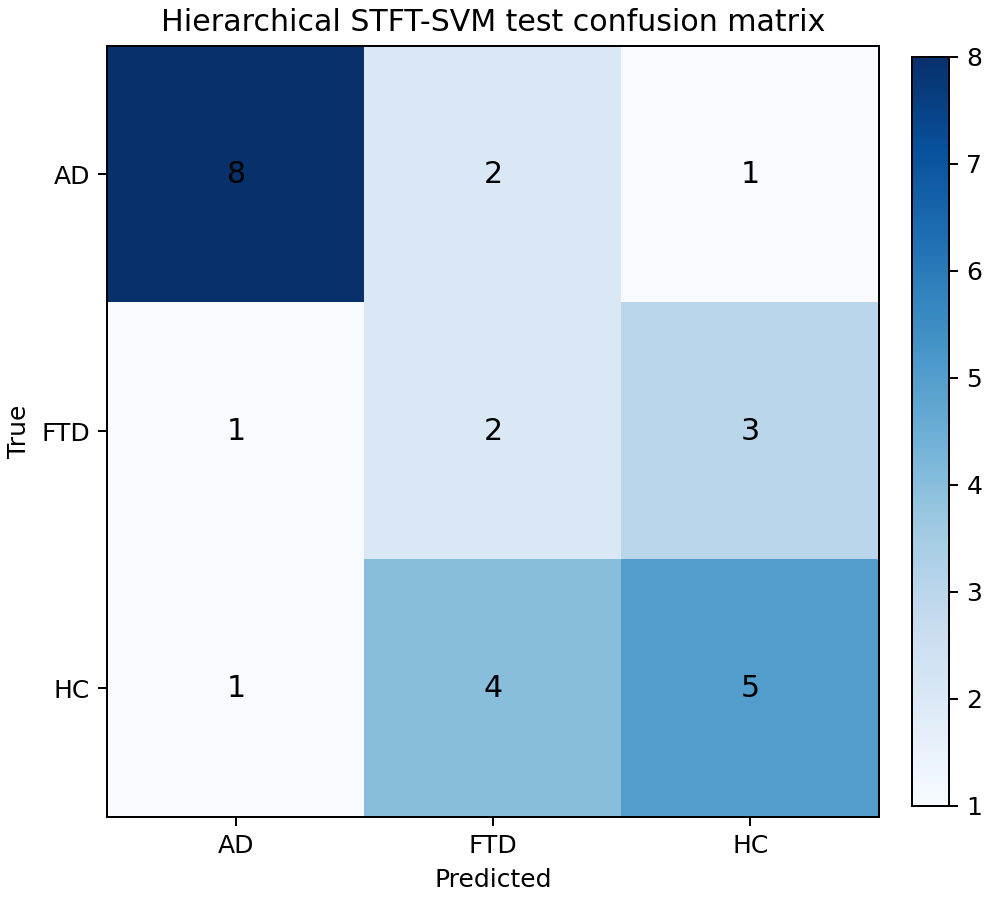 Hierarchical STFT-SVM test confusion matrix
AD 8 2 1
FTD 1 2 3
HC 1 4 5
AD FTD HC
Predicted
True
8
7
6
5
4
3
2
1